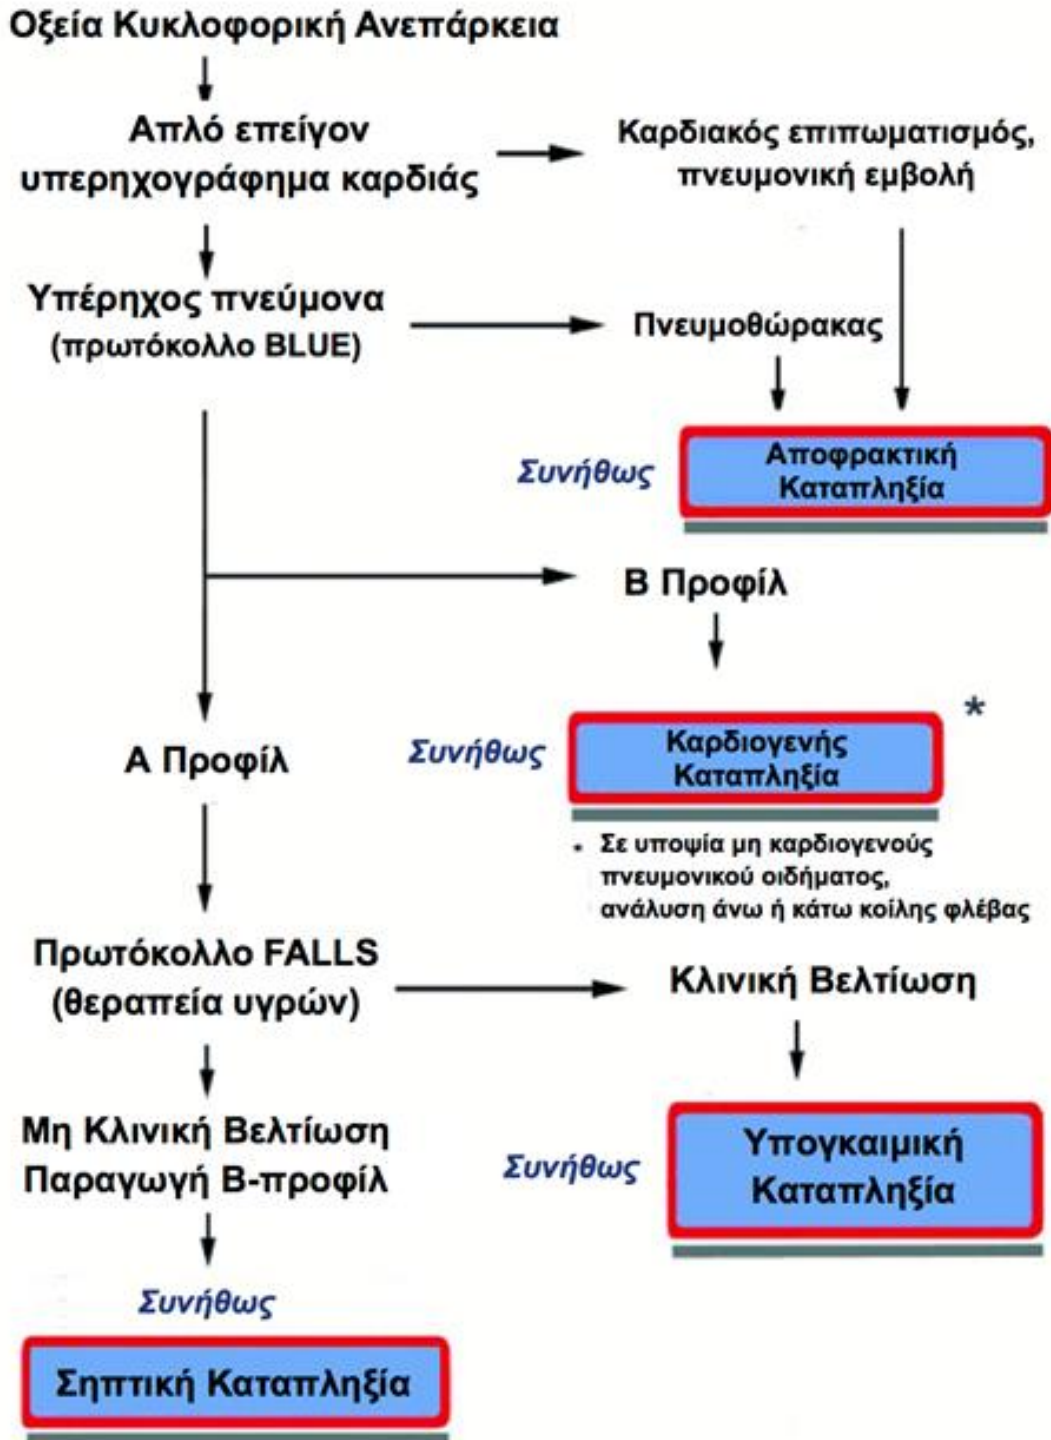 Οξεία Κυκλοφορική Ανεπάρκεια
Απλό επείγον
υπερηχογράφημα καρδιάς
Καρδιακός επιπωματισμός,
πνευμονική εμβολή
Υπέρηχος πνεύμονα
(πρωτόκολλο BLUE)
Πνευμοθώρακας
Συνήθως
Αποφρακτική
Καταπληξία
Β Προφίλ
Α Προφίλ
Συνήθως
Καρδιογενής
Καταπληξία
*
* Σε υποψία μη καρδιογενούς
πνευμονικού οιδήματος,
ανάλυση άνω ή κάτω κοίλης φλέβας
Πρωτόκολλο FALLS
(θεραπεία υγρών)
Κλινική Βελτίωση
Μη Κλινική Βελτίωση
Παραγωγή Β-προφίλ
Συνήθως
Υπογκαιμική
Καταπληξία
Συνήθως
Σηπτική Καταπληξία